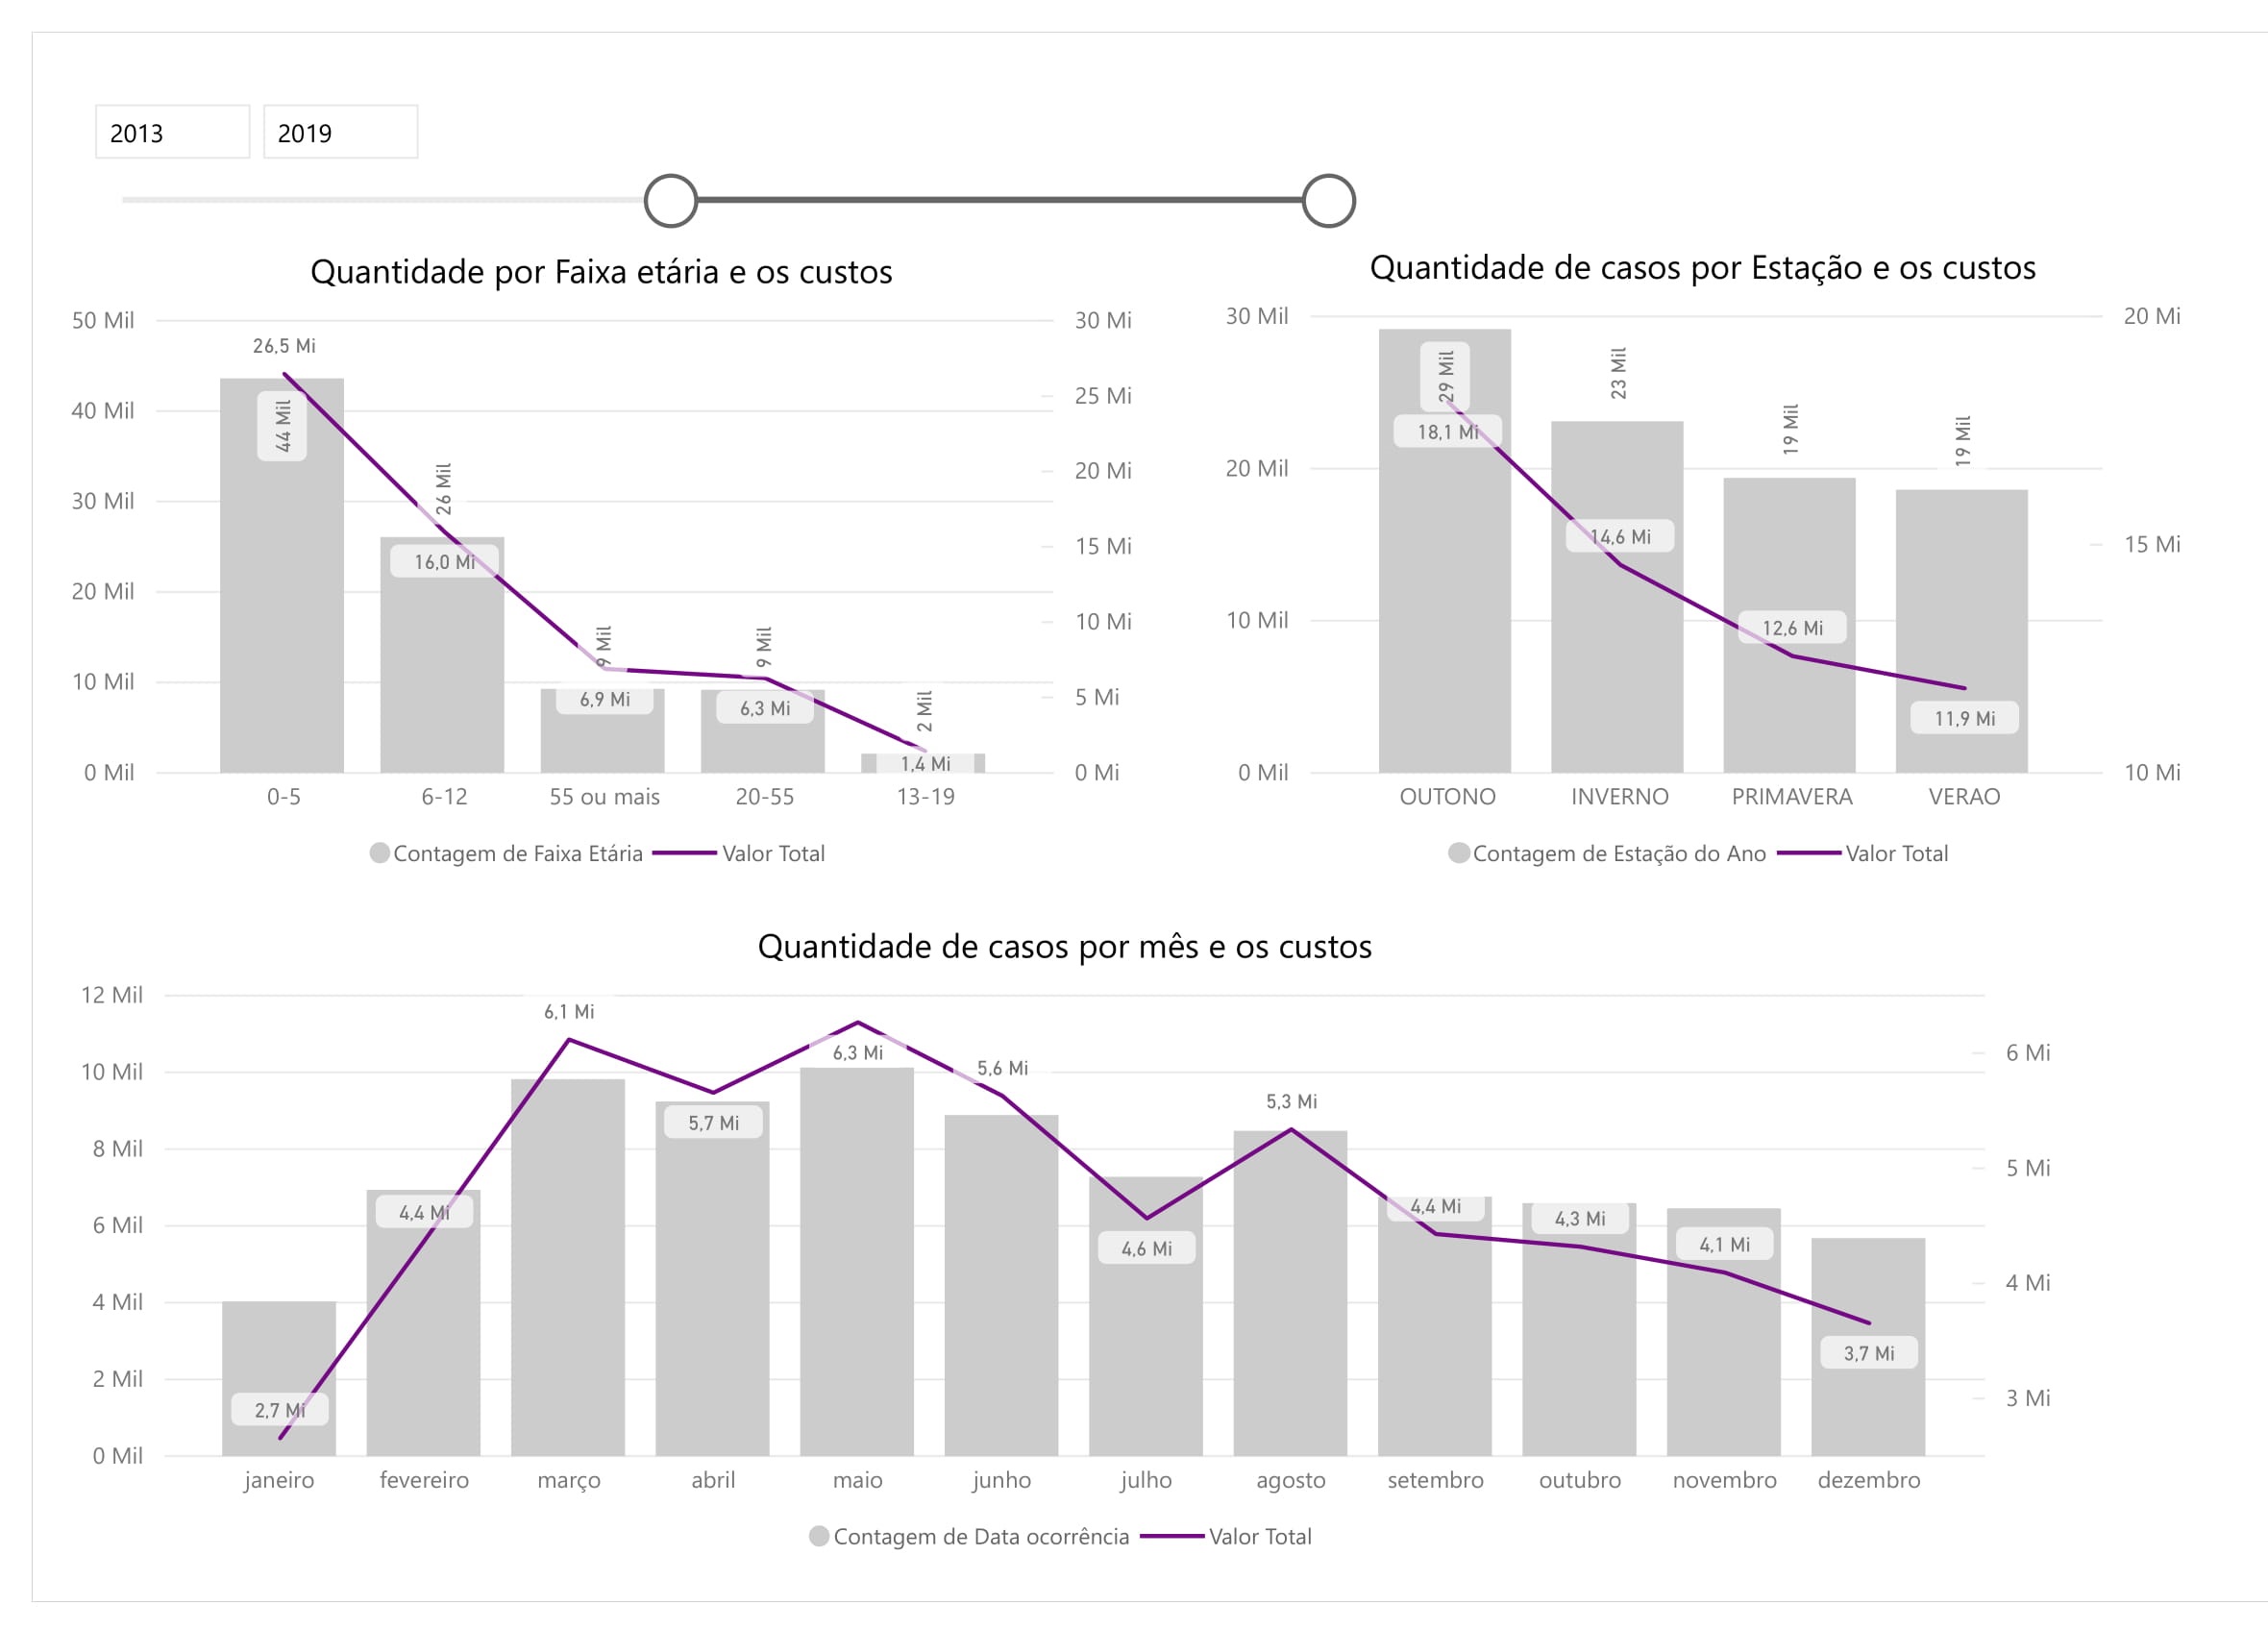 2013 2019
Quantidade por Faixa etária e os custos
50 Mil
40 Mil
30 Mil
20 Mil
10 Mil
0 Mil
26,5 Mi
44 Mil
26 Mil
16,0 Mi
9 Mil
6,9 Mi
9 Mil
6,3 Mi
2 Mil
1,4 Mi
30 Mi
25 Mi
20 Mi
15 Mi
10 Mi
5 Mi
0 Mi
0-5 6-12 55 ou mais 20-55 13-19
Contagem de Faixa Etária Valor Total
Quantidade de casos por Estação e os custos
30 Mil
20 Mil
10 Mil
0 Mil
29 Mil
18,1 Mi
23 Mil
14,6 Mi
19 Mil
12,6 Mi
19 Mil
11,9 Mi
20 Mi
15 Mi
10 Mi
OUTONO INVERNO PRIMAVERA VERAO
Contagem de Estação do Ano Valor Total
Quantidade de casos por mês e os custos
12 Mil
10 Mil
8 Mil
6 Mil
4 Mil
2 Mil
0 Mil
2,7 Mi
4,4 Mi
6,1 Mi
5,7 Mi
6,3 Mi
5,6 Mi
4,6 Mi
5,3 Mi
4,4 Mi
4,3 Mi
4,1 Mi
3,7 Mi
6 Mi
5 Mi
4 Mi
3 Mi
janeiro fevereiro março abril maio junho julho agosto setembro outubro novembro dezembro
Contagem de Data ocorrência Valor Total